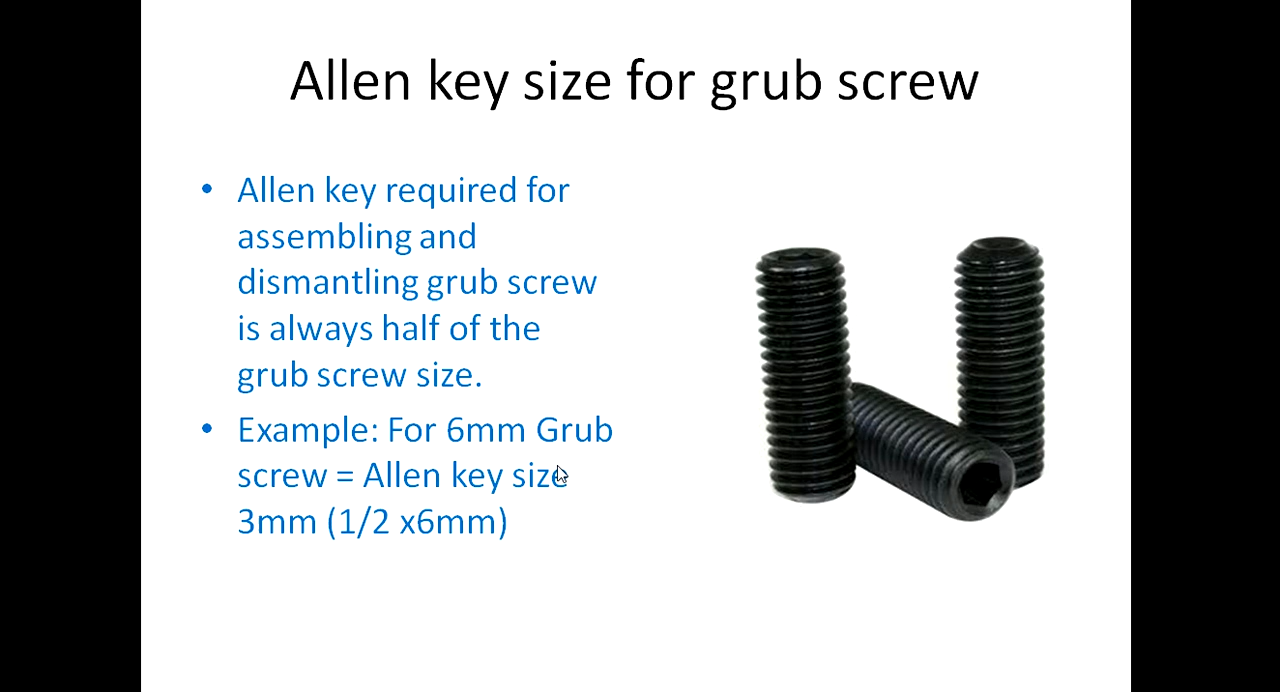 Allen key size for grub screw
• Allen key required for
assembling and
dismantling grub screw
is always half of the
grub screw size.
• Example: For 6mm Grub
screw = Allen key size
3mm (1/2 x6mm)